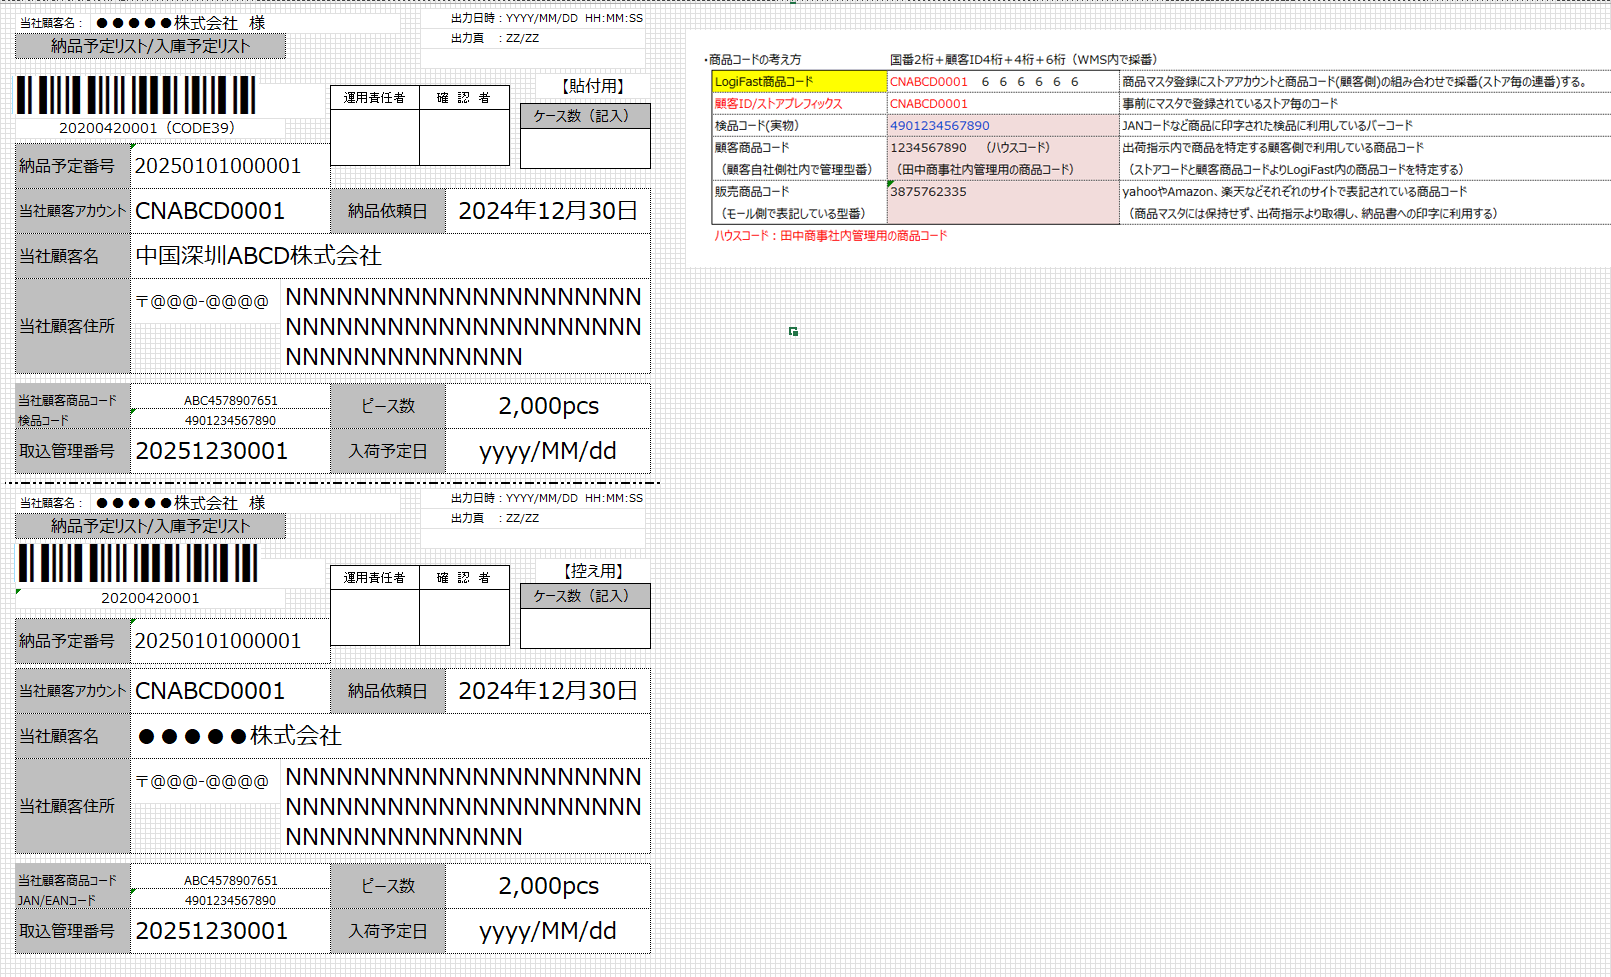 当社顧客名： ●●●●●株式会社 様
出力日時：YYYY/MM/DD HH:MM:SS
納品予定リスト/入庫予定リスト
出力頁 ：ZZ/ZZ
【貼付用】
運用責任者 確 認 者
ケース数（記入）
20200420001（CODE39）
納品予定番号 20250101000001
当社顧客アカウント CNABCD0001 納品依頼日 2024年12月30日
当社顧客名 中国深圳ABCD株式会社
当社顧客住所 〒@@@-@@@@ NNNNNNNNNNNNNNNNNNNNN
NNNNNNNNNNNNNNNNNNNNN
NNNNNNNNNNNNNN
当社顧客商品コード ABC4578907651
検品コード 4901234567890
ピース数 2,000pcs
取込管理番号 20251230001 入荷予定日 yyyy/MM/dd
当社顧客名： ●●●●●株式会社 様
出力日時：YYYY/MM/DD HH:MM:SS
納品予定リスト/入庫予定リスト
出力頁 ：ZZ/ZZ
【控え用】
運用責任者 確 認 者
ケース数（記入）
20200420001
納品予定番号 20250101000001
当社顧客アカウント CNABCD0001 納品依頼日 2024年12月30日
当社顧客名 ●●●●●株式会社
当社顧客住所 〒@@@-@@@@ NNNNNNNNNNNNNNNNNNNNN
NNNNNNNNNNNNNNNNNNNNN
NNNNNNNNNNNNNN
当社顧客商品コード ABC4578907651
JAN/EANコード 4901234567890
ピース数 2,000pcs
取込管理番号 20251230001 入荷予定日 yyyy/MM/dd
・商品コードの考え方 国番2桁＋顧客ID4桁＋4桁＋6桁（WMS内で採番）
LogiFast商品コード CNABCD0001 6 6 6 6 6 6 商品マスタ登録にストアアカウントと商品コード(顧客側)の組み合わせで採番(ストア毎の連番)する。
顧客ID/ストアプレフィックス CNABCD0001 事前にマスタで登録されているストア毎のコード
検品コード(実物) 4901234567890 JANコードなど商品に印字された検品に利用しているバーコード
顧客商品コード 1234567890 （ハウスコード） 出荷指示内で商品を特定する顧客側で利用している商品コード
（顧客自社側社内で管理型番） （田中商事社内管理用の商品コード） （ストアコードと顧客商品コードよりLogiFast内の商品コードを特定する）
販売商品コード 3875762335 yahooやAmazon、楽天などそれぞれのサイトで表記されている商品コード
（モール側で表記している型番） （商品マスタには保持せず、出荷指示より取得し、納品書への印字に利用する）
ハウスコード：田中商事社内管理用の商品コード